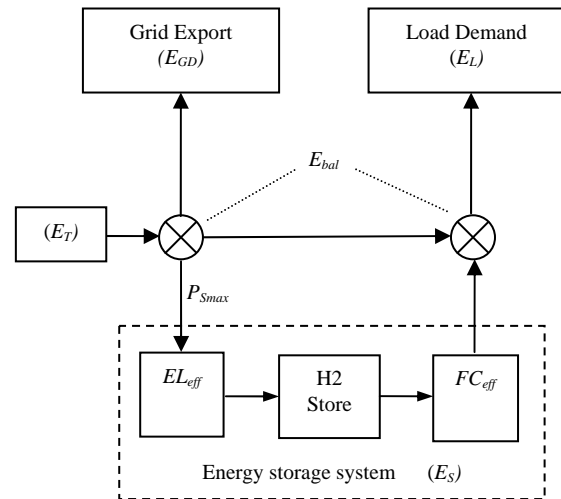 Grid Export
(E_GD)
Load Demand
(E_L)
E_bal
(E_T)
P_Smax
EL_eff
H2
Store
FC_eff
Energy storage system (E_S)